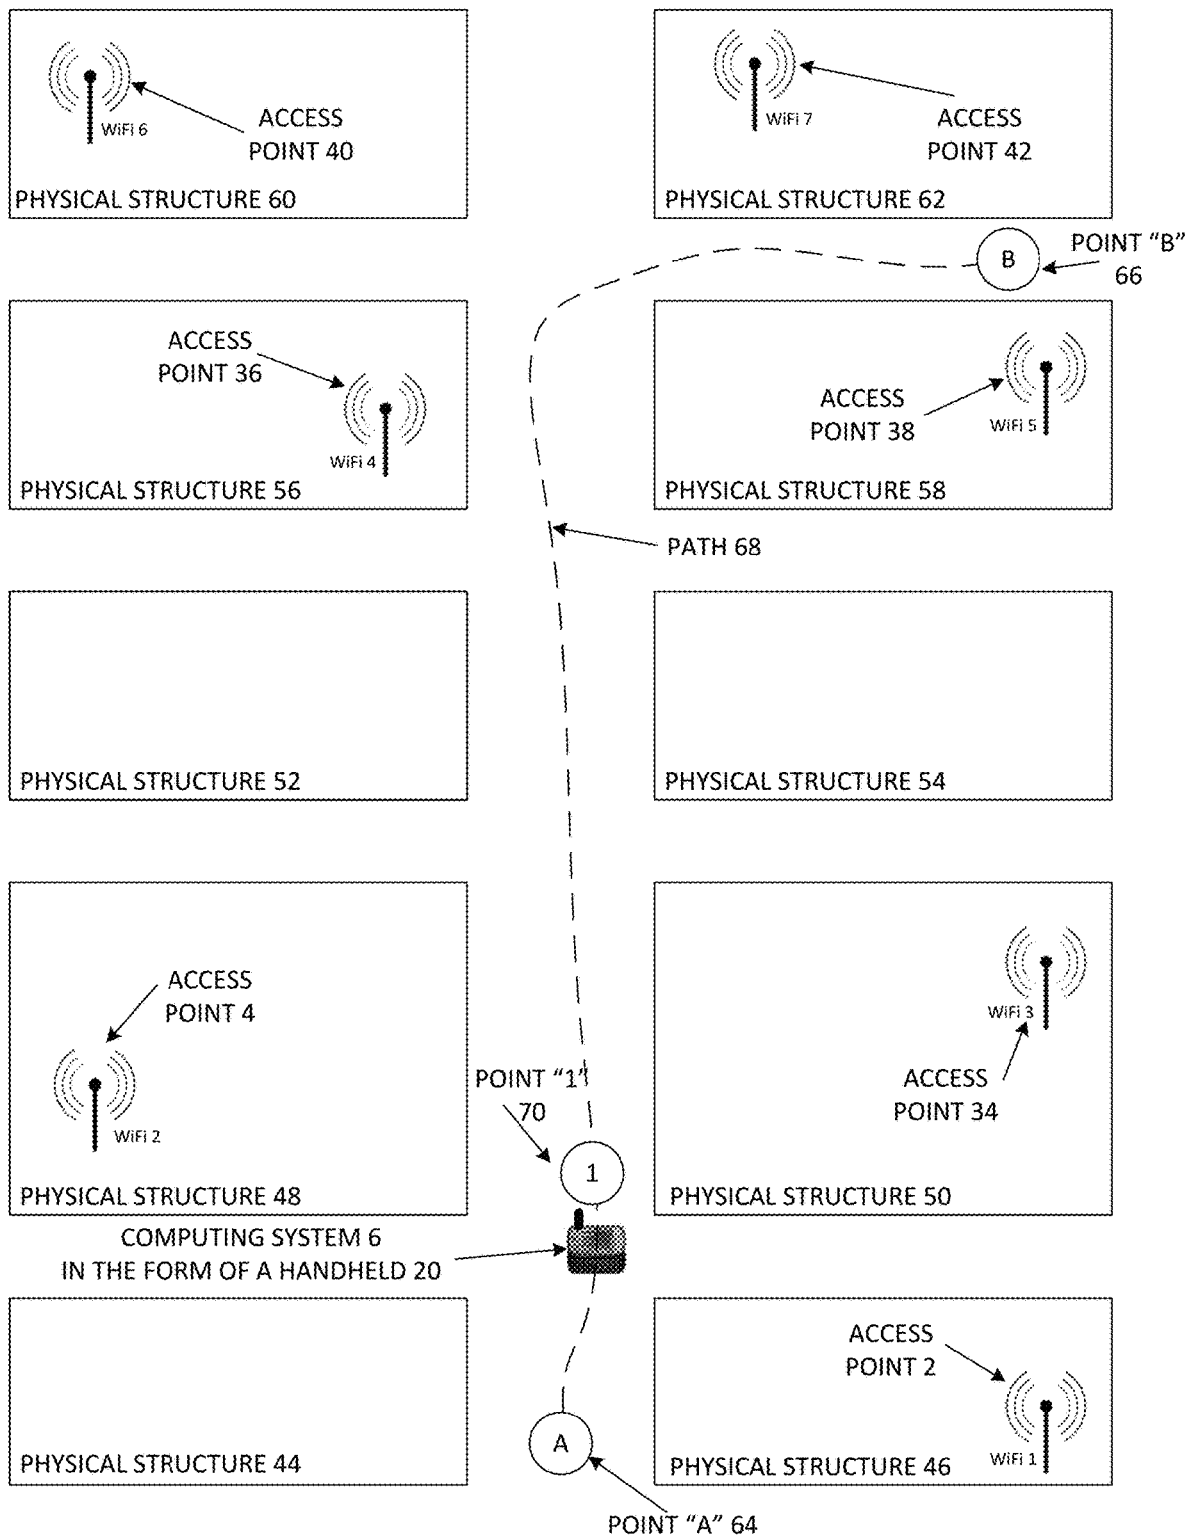 WiFi 6
ACCESS
POINT 40
PHYSICAL STRUCTURE 60
WiFi 7
ACCESS
POINT 42
PHYSICAL STRUCTURE 62
B
POINT “B”
66
ACCESS
POINT 36
WiFi 4
PHYSICAL STRUCTURE 56
ACCESS
POINT 38
WiFi 5
PHYSICAL STRUCTURE 58
PATH 68
PHYSICAL STRUCTURE 52
PHYSICAL STRUCTURE 54
ACCESS
POINT 4
WiFi 2
PHYSICAL STRUCTURE 48
POINT “1”
70
1
WiFi 3
ACCESS
POINT 34
PHYSICAL STRUCTURE 50
COMPUTING SYSTEM 6
IN THE FORM OF A HANDHELD 20
PHYSICAL STRUCTURE 44
A
POINT “A” 64
ACCESS
POINT 2
WiFi 1
PHYSICAL STRUCTURE 46